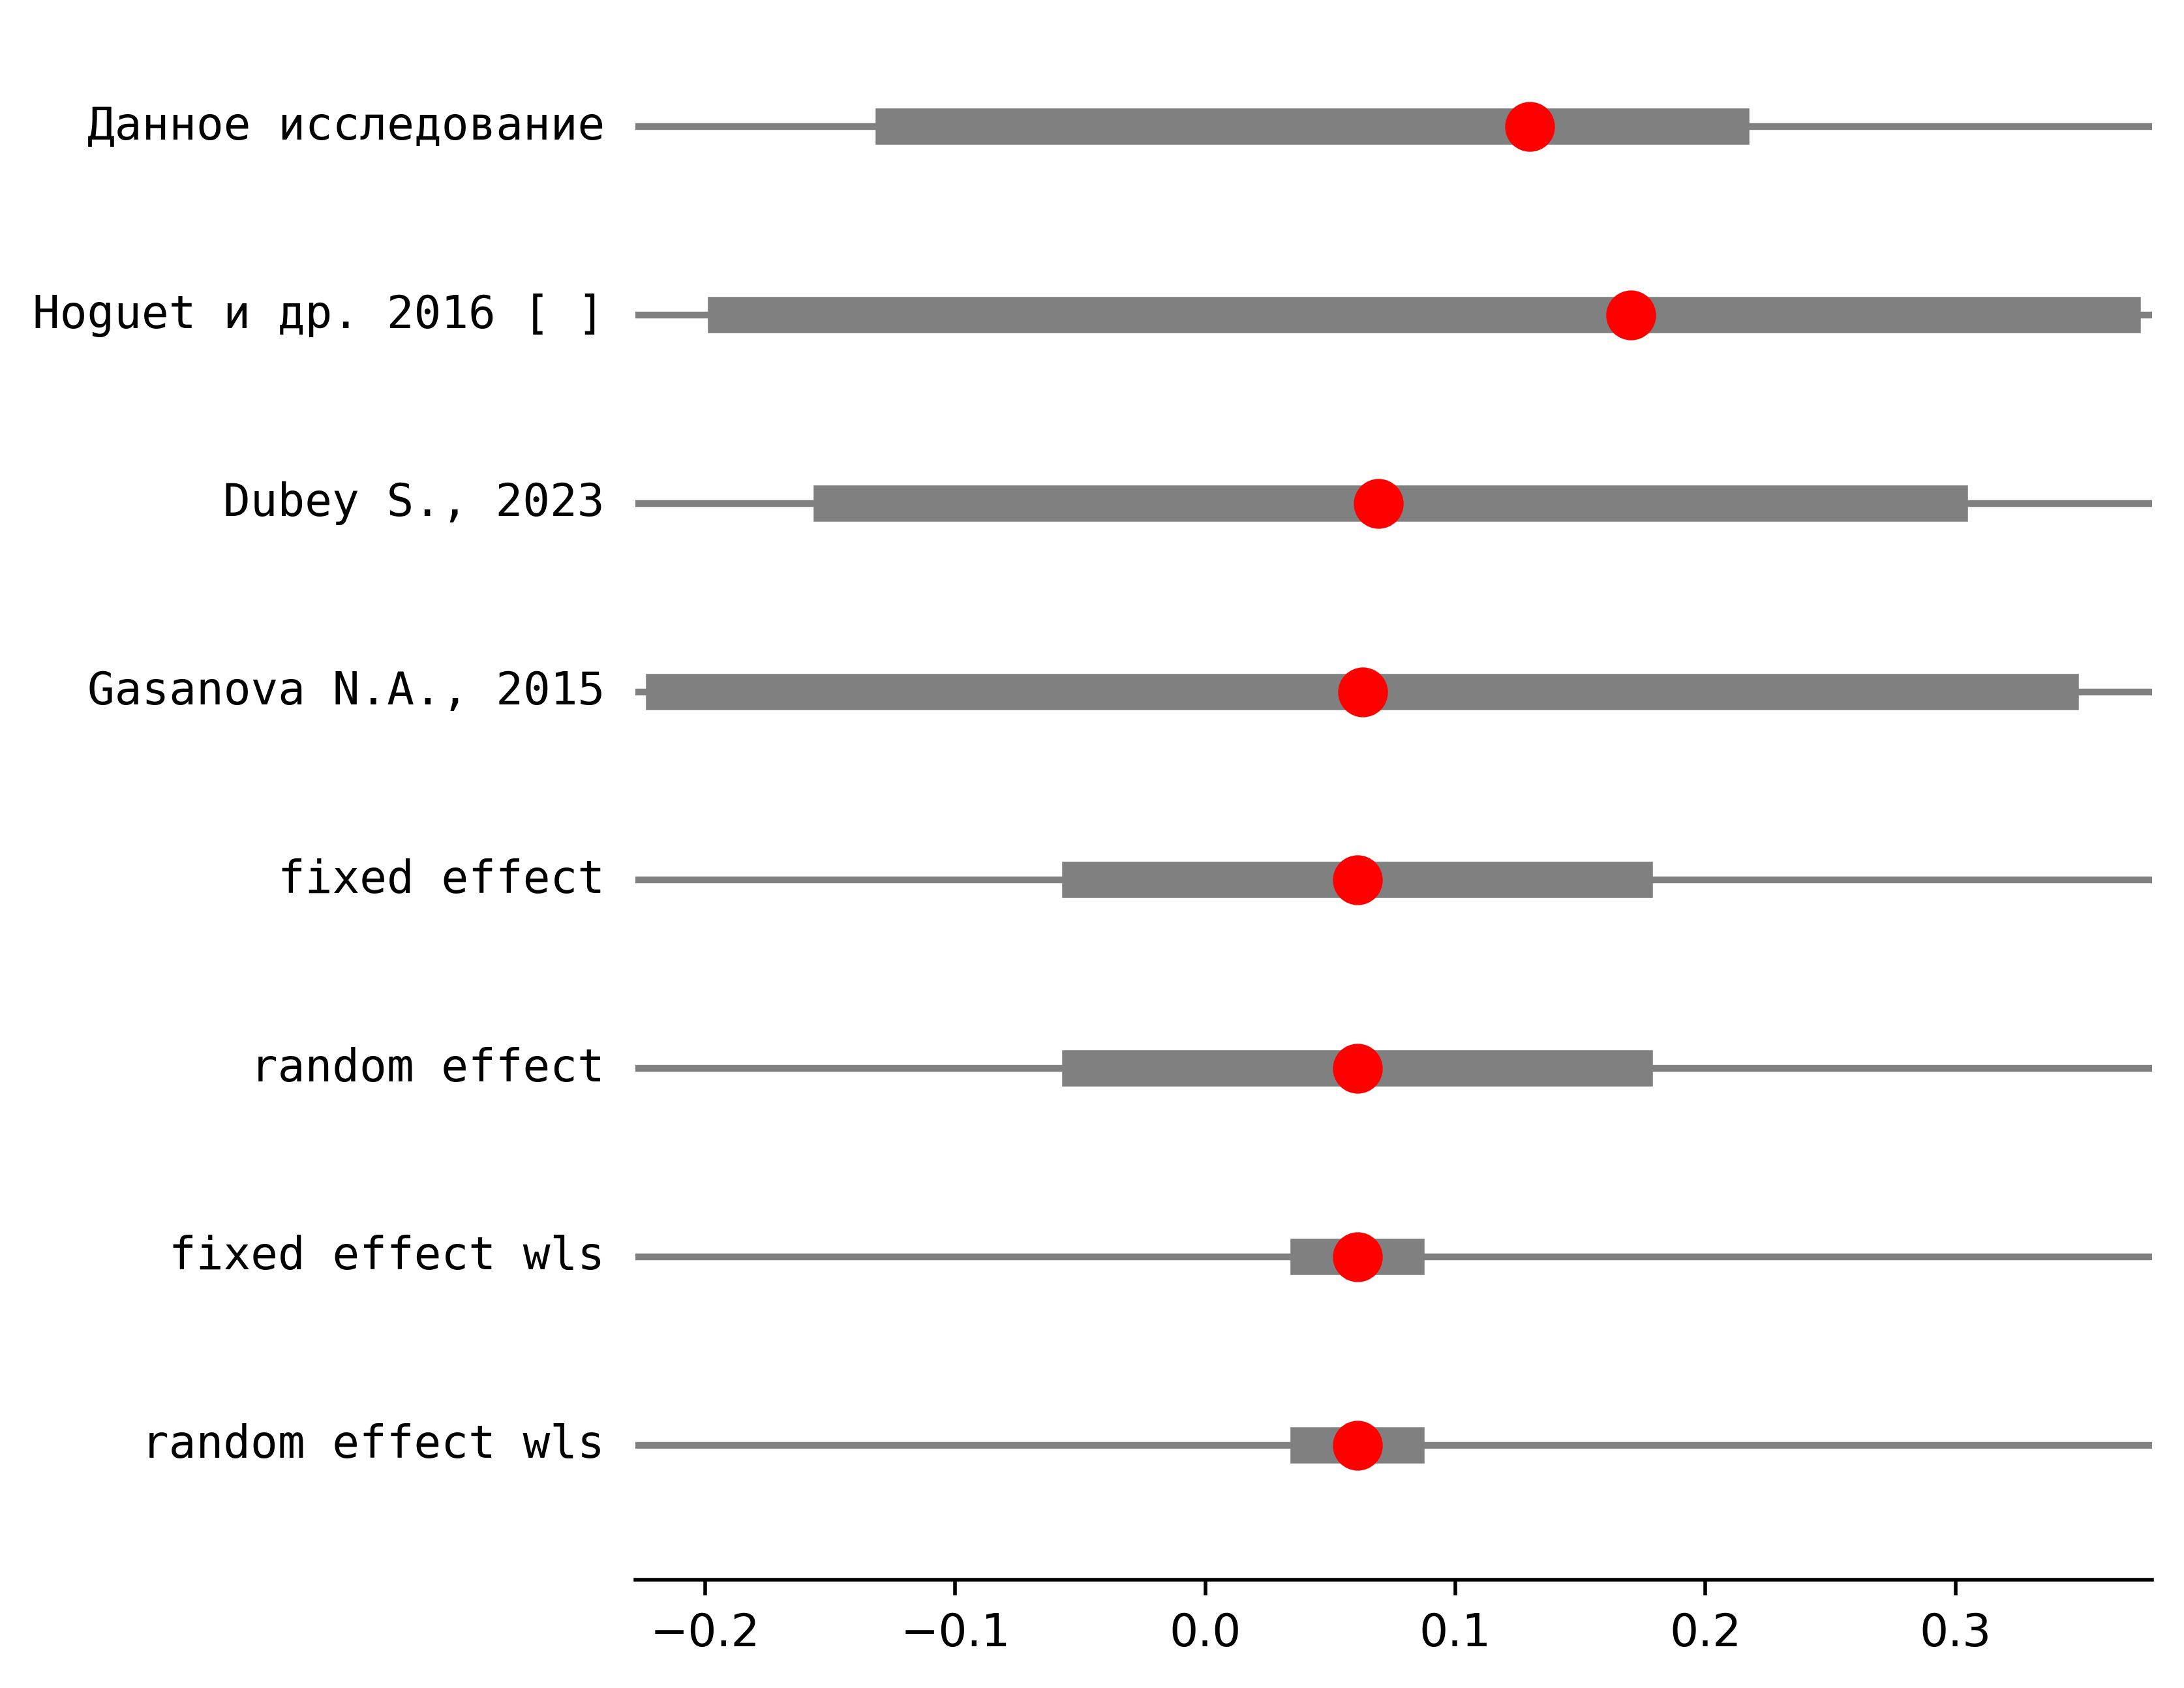 Данное исследование
Hoguet и др. 2016 [ ]
Dubey S., 2023
Gasanova N.A., 2015
fixed effect
random effect
fixed effect wls
random effect wls
−0.2 −0.1 0.0 0.1 0.2 0.3